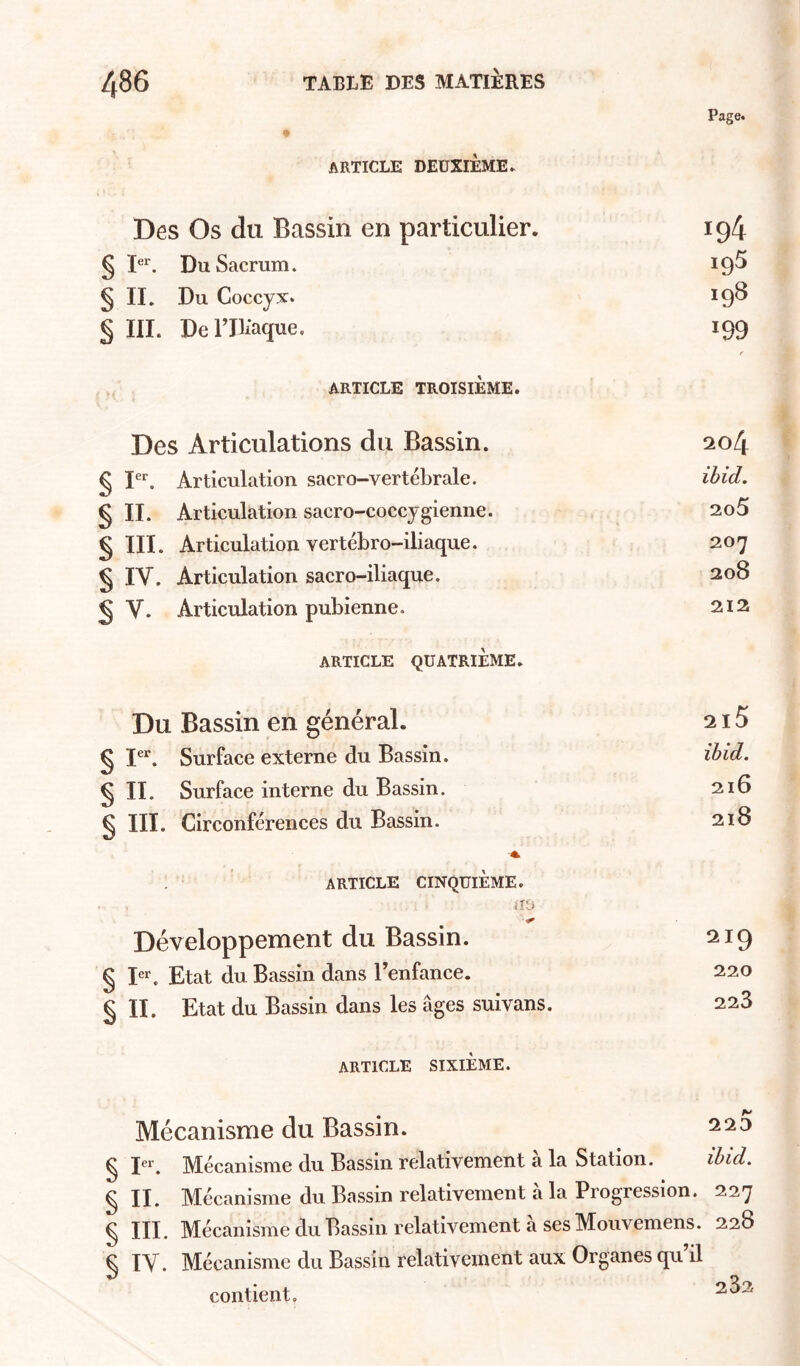 486 TABLE DES MATIÈRES
Page.
ARTICLE DEUXIÈME.
Des Os du Bassin en particulier. 194
§ Ier. Du Sacrum. 195
§ II. Du Coccyx. 198
§ III. De l'Iliaque. 199
ARTICLE TROISIÈME.
Des Articulations du Bassin. 204
§ Ier. Articulation sacro-vertébrale. ibid.
§ II. Articulation sacro-coccygienne. 205
§ III. Articulation vertébro-iliaque. 207
§ IV. Articulation sacro-iliaque. 208
§ V. Articulation pubienne. 212
ARTICLE QUATRIÈME.
Du Bassin en général. 215
§ Ier. Surface externe du Bassin. ibid.
§ II. Surface interne du Bassin. 216
§ III. Circonférences du Bassin. 218
ARTICLE CINQUIÈME.
Développement du Bassin. 219
§ Ier. Etat du Bassin dans l'enfance. 220
§ II. Etat du Bassin dans les âges suivans. 223
ARTICLE SIXIÈME.
Mécanisme du Bassin. 225
§ Ier. Mécanisme du Bassin relativement à la Station. ibid.
§ II. Mécanisme du Bassin relativement à la Progression. 227
§ III. Mécanisme du Bassin relativement à ses Mouvemens. 228
§ IV. Mécanisme du Bassin relativement aux Organes qu'il
contient. 232